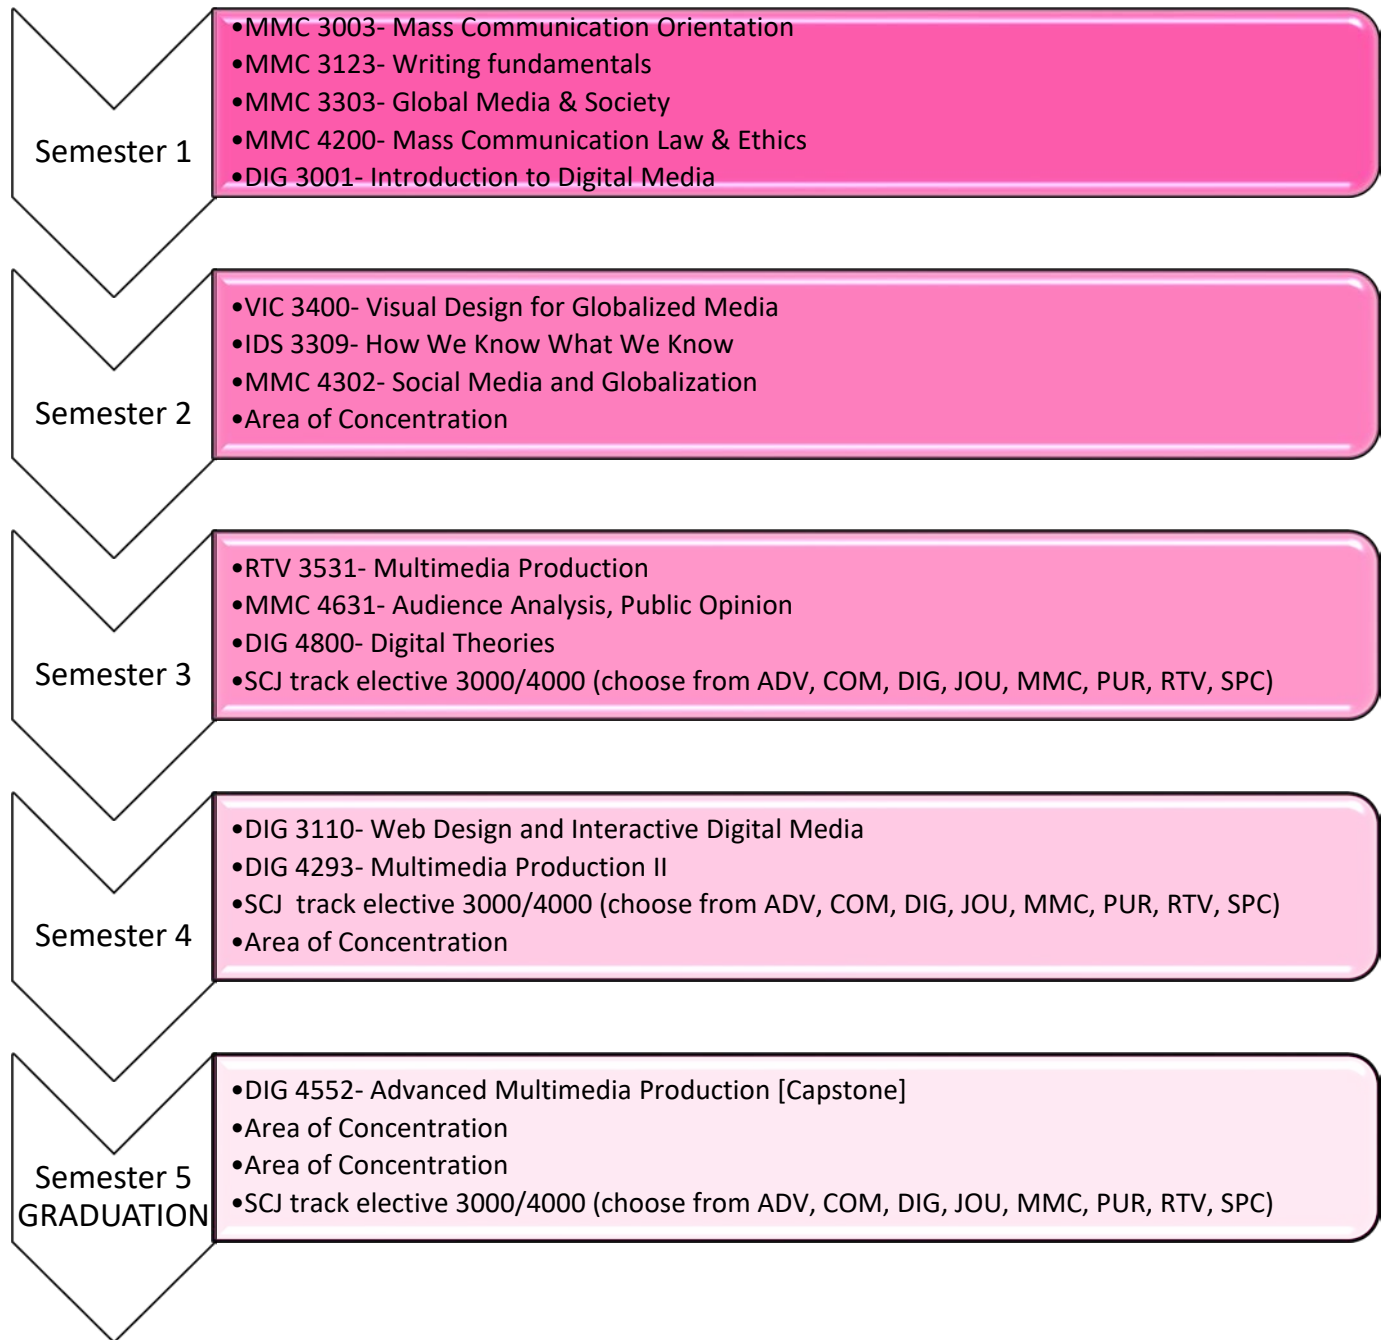 Semester 1
•MMC 3003- Mass Communication Orientation
•MMC 3123- Writing fundamentals
•MMC 3303- Global Media & Society
•MMC 4200- Mass Communication Law & Ethics
•DIG 3001- Introduction to Digital Media
Semester 2
•VIC 3400- Visual Design for Globalized Media
•IDS 3309- How We Know What We Know
•MMC 4302- Social Media and Globalization
•Area of Concentration
Semester 3
•RTV 3531- Multimedia Production
•MMC 4631- Audience Analysis, Public Opinion
•DIG 4800- Digital Theories
•SCJ track elective 3000/4000 (choose from ADV, COM, DIG, JOU, MMC, PUR, RTV, SPC)
Semester 4
•DIG 3110- Web Design and Interactive Digital Media
•DIG 4293- Multimedia Production II
•SCJ  track elective 3000/4000 (choose from ADV, COM, DIG, JOU, MMC, PUR, RTV, SPC)
•Area of Concentration
Semester 5
GRADUATION
•DIG 4552- Advanced Multimedia Production [Capstone]
•Area of Concentration
•Area of Concentration
•SCJ track elective 3000/4000 (choose from ADV, COM, DIG, JOU, MMC, PUR, RTV, SPC)